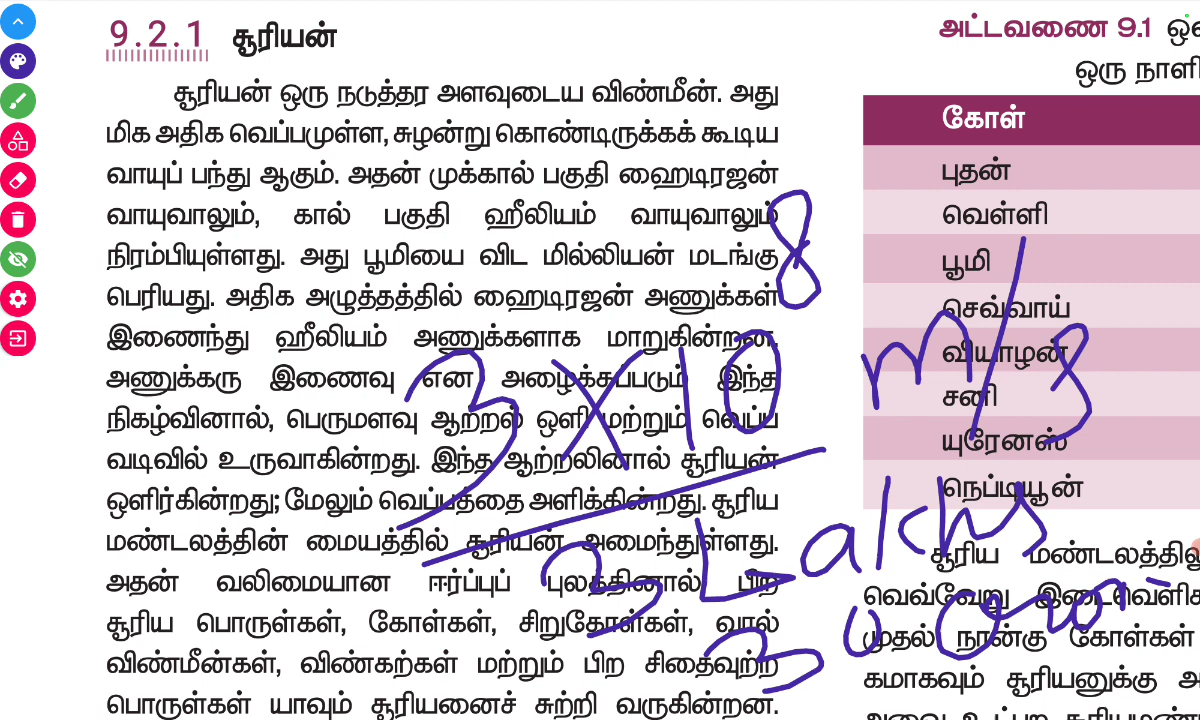 9.2.1 சூரியன்
சூரியன் ஒரு நடுத்தர அளவுடைய விண்மீன். அது
மிக அதிக வெப்பமுள்ள, சுழன்று கொண்டிருக்கக் கூடிய
வாயுப் பந்து ஆகும். அதன் முக்கால் பகுதி ஹைடிரஜன்
வாயுவாலும், கால் பகுதி ஹீலியம் வாயுவாலும்
நிரம்பியுள்ளது. அது பூமியை விட மில்லியன் மடங்கு
பெரியது. அதிக அழுத்தத்தில் ஹைடிரஜன் அணுக்கள்
இணைந்து ஹீலியம் அணுக்களாக மாறுகின்றன.
அணுக்கரு இணைவு என அழைக்கப்படும் இந்த
நிகழ்வினால், பெருமளவு ஆற்றல் ஒளி மற்றும் வெப்ப
வடிவில் உருவாகின்றது. இந்த ஆற்றலினால் சூரியன்
ஒளிர்கின்றது; மேலும் வெப்பத்தை அளிக்கின்றது. சூரிய
மண்டலத்தின் மையத்தில் சூரியன் அமைந்துள்ளது.
அதன் வலிமையான ஈர்ப்புப் புலத்தினால் பிற
சூரிய பொருள்கள், கோள்கள், சிறுகோள்கள், வால்
விண்மீன்கள், விண்கற்கள் மற்றும் பிற சிதைவுற்ற
பொருள்கள் யாவும் சூரியனைச் சுற்றி வருகின்றன.
அட்டவணை 9.1
ஒரு
கோள்
புதன்
வெள்ளி
பூமி
செவ்வாய்
வியாழன்
சனி
யுரேனஸ்
நெப்டியூன்
சூரிய
வெவ்வேறு
முதல் நான்கு கோள்கள்
கமாகவும் சூரியனுக்கு
3 X 10 8 m/s
3 Lakhs